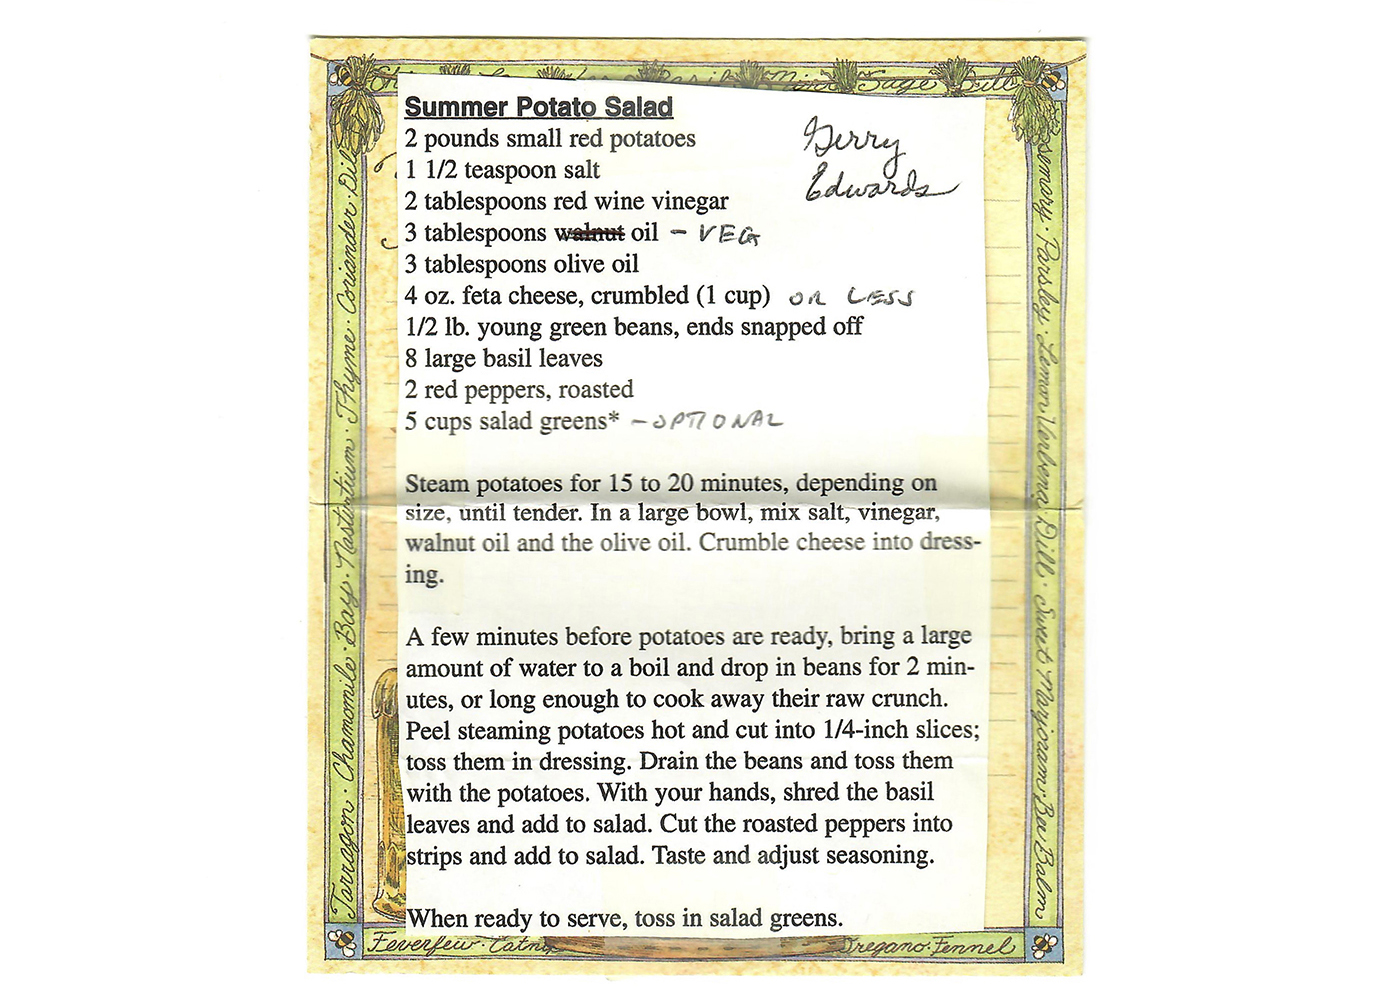 Mint Sage Dill
Summer Potato Salad
2 pounds small red potatoes
Gerry
1 1/2 teaspoon salt
Edwards
2 tablespoons red wine vinegar
3 tablespoons walnut oil - VEG
3 tablespoons olive oil
4 oz. feta cheese, crumbled (1 cup) OR LESS
1/2 lb. young green beans, ends snapped off
8 large basil leaves
2 red peppers, roasted
5 cups salad greens* - OPTIONAL
Steam potatoes for 15 to 20 minutes, depending on
size, until tender. In a large bowl, mix salt, vinegar,
walnut oil and the olive oil. Crumble cheese into dress-
ing.
A few minutes before potatoes are ready, bring a large
amount of water to a boil and drop in beans for 2 min-
utes, or long enough to cook away their raw crunch.
Peel steaming potatoes hot and cut into 1/4-inch slices;
toss them in dressing. Drain the beans and toss them
with the potatoes. With your hands, shred the basil
leaves and add to salad. Cut the roasted peppers into
strips and add to salad. Taste and adjust seasoning.
When ready to serve, toss in salad greens.
Tarragon · Chamomile · Bay · Nasturtium · Thyme · Coriander · Dill
Rosemary · Parsley · Lemon Verbena · Dill · Sweet Marjoram · Bee Balm
Feverfew · Catnip
Oregano · Fennel